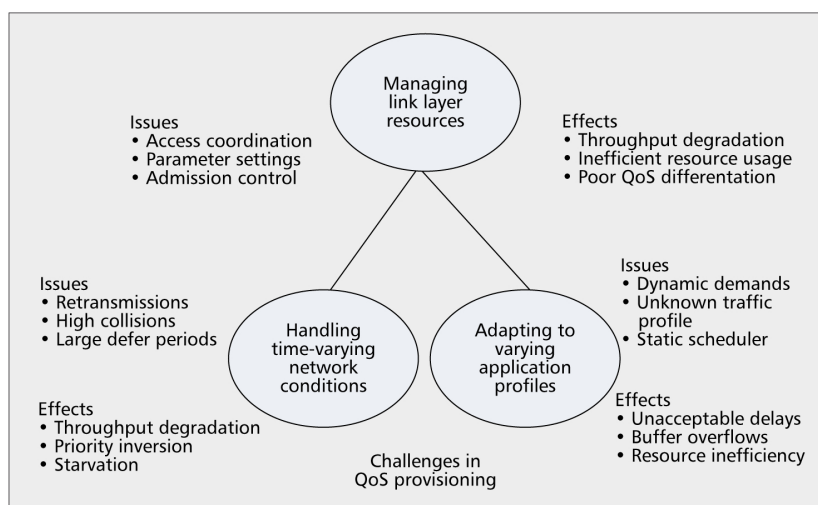 Managing
link layer
resources
Issues
• Access coordination
• Parameter settings
• Admission control
Effects
• Throughput degradation
• Inefficient resource usage
• Poor QoS differentation
Issues
• Retransmissions
• High collisions
• Large defer periods
Handling
time-varying
network
conditions
Effects
• Throughput degradation
• Priority inversion
• Starvation
Adapting to
varying
application
profiles
Issues
• Dynamic demands
• Unknown traffic
profile
• Static scheduler
Effects
• Unacceptable delays
• Buffer overflows
• Resource inefficiency
Challenges in
QoS provisioning